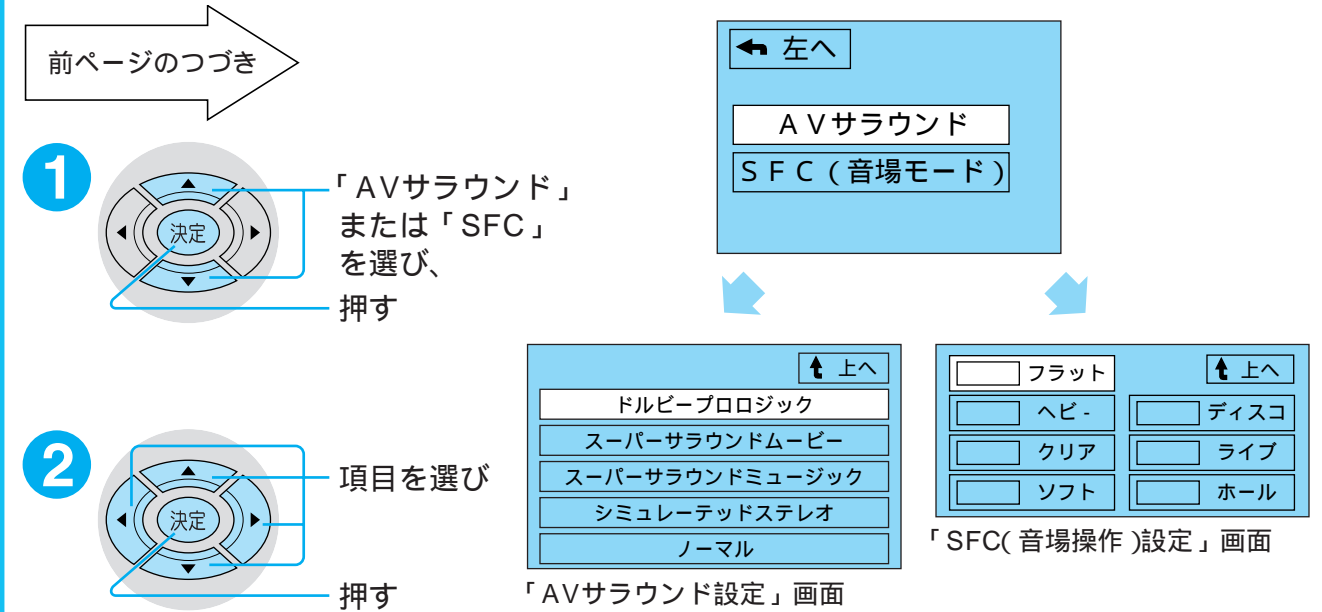 前ページのつづき
左へ
AVサラウンド
SFC(音場モード)
1
決定
「AVサラウンド」
または「SFC」
を選び、
押す
上へ
ドルビープロロジック
スーパーサラウンドムービー
スーパーサラウンドミュージック
シミュレーテッドステレオ
ノーマル
「AVサラウンド設定」画面
フラット
上へ
ヘビ-
ディスコ
クリア
ライブ
ソフト
ホール
「SFC(音場操作)設定」画面
2
決定
項目を選び
押す